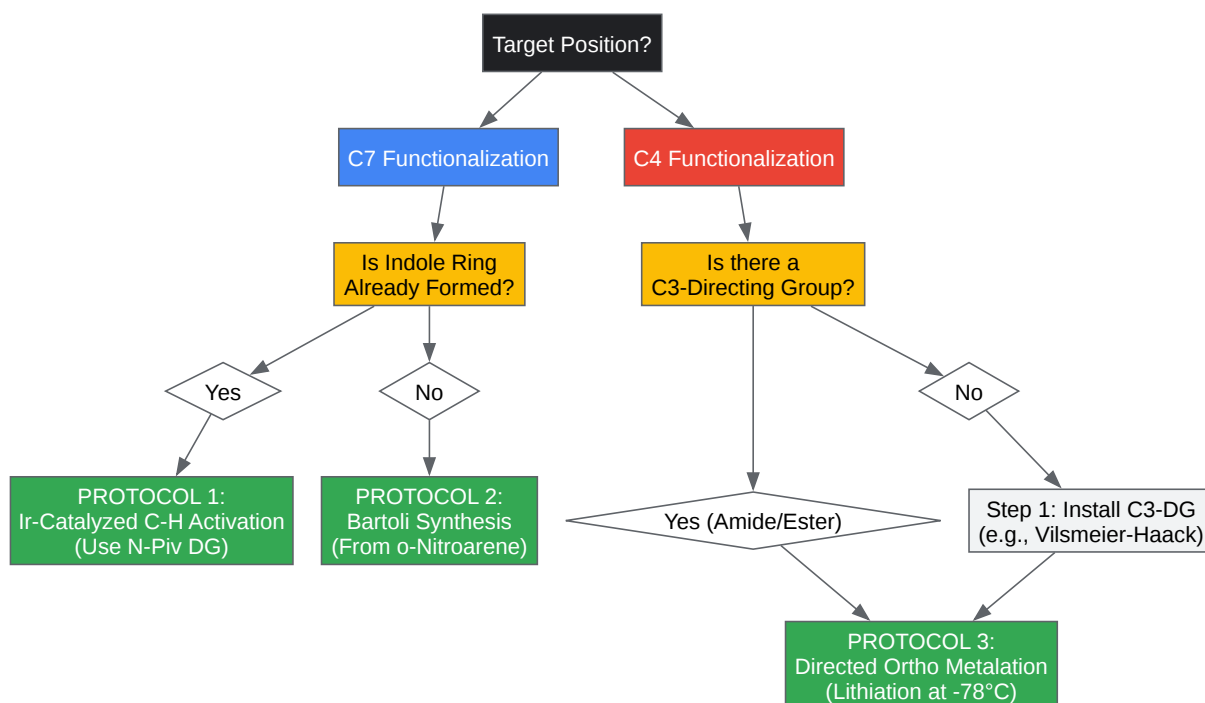 Target Position?
C7 Functionalization
C4 Functionalization
Is Indole Ring
Already Formed?
Is there a
C3-Directing Group?
Yes
No
No
PROTOCOL 1:
Ir-Catalyzed C-H Activation
(Use N-Piv DG)
PROTOCOL 2:
Bartoli Synthesis
(From o-Nitroarene)
Yes (Amide/Ester)
Step 1: Install C3-DG
(e.g., Vilsmeier-Haack)
PROTOCOL 3:
Directed Ortho Metalation
(Lithiation at -78°C)